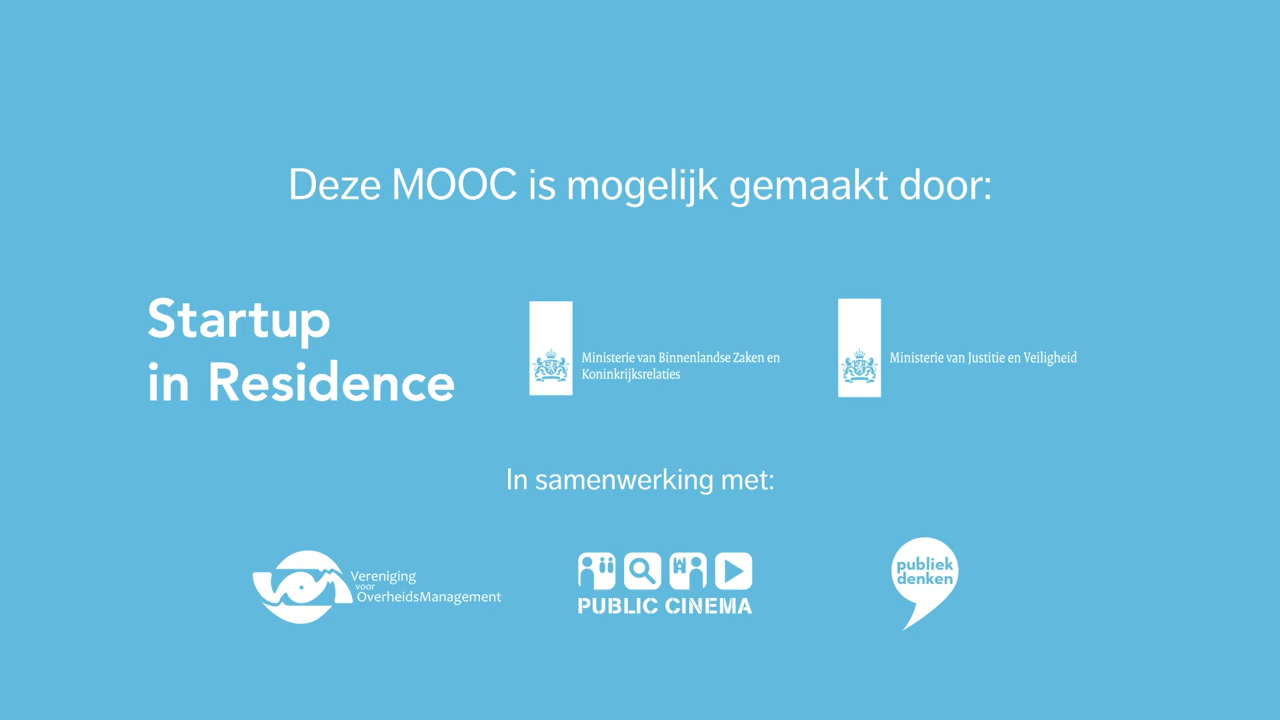 Deze MOOC is mogelijk gemaakt door:
Startup
in Residence
Ministerie van Binnenlandse Zaken en
Koninkrijksrelaties
Ministerie van Justitie en Veiligheid
In samenwerking met:
VOM
Vereniging
voor
OverheidsManagement
PUBLIC CINEMA
publiek
denken